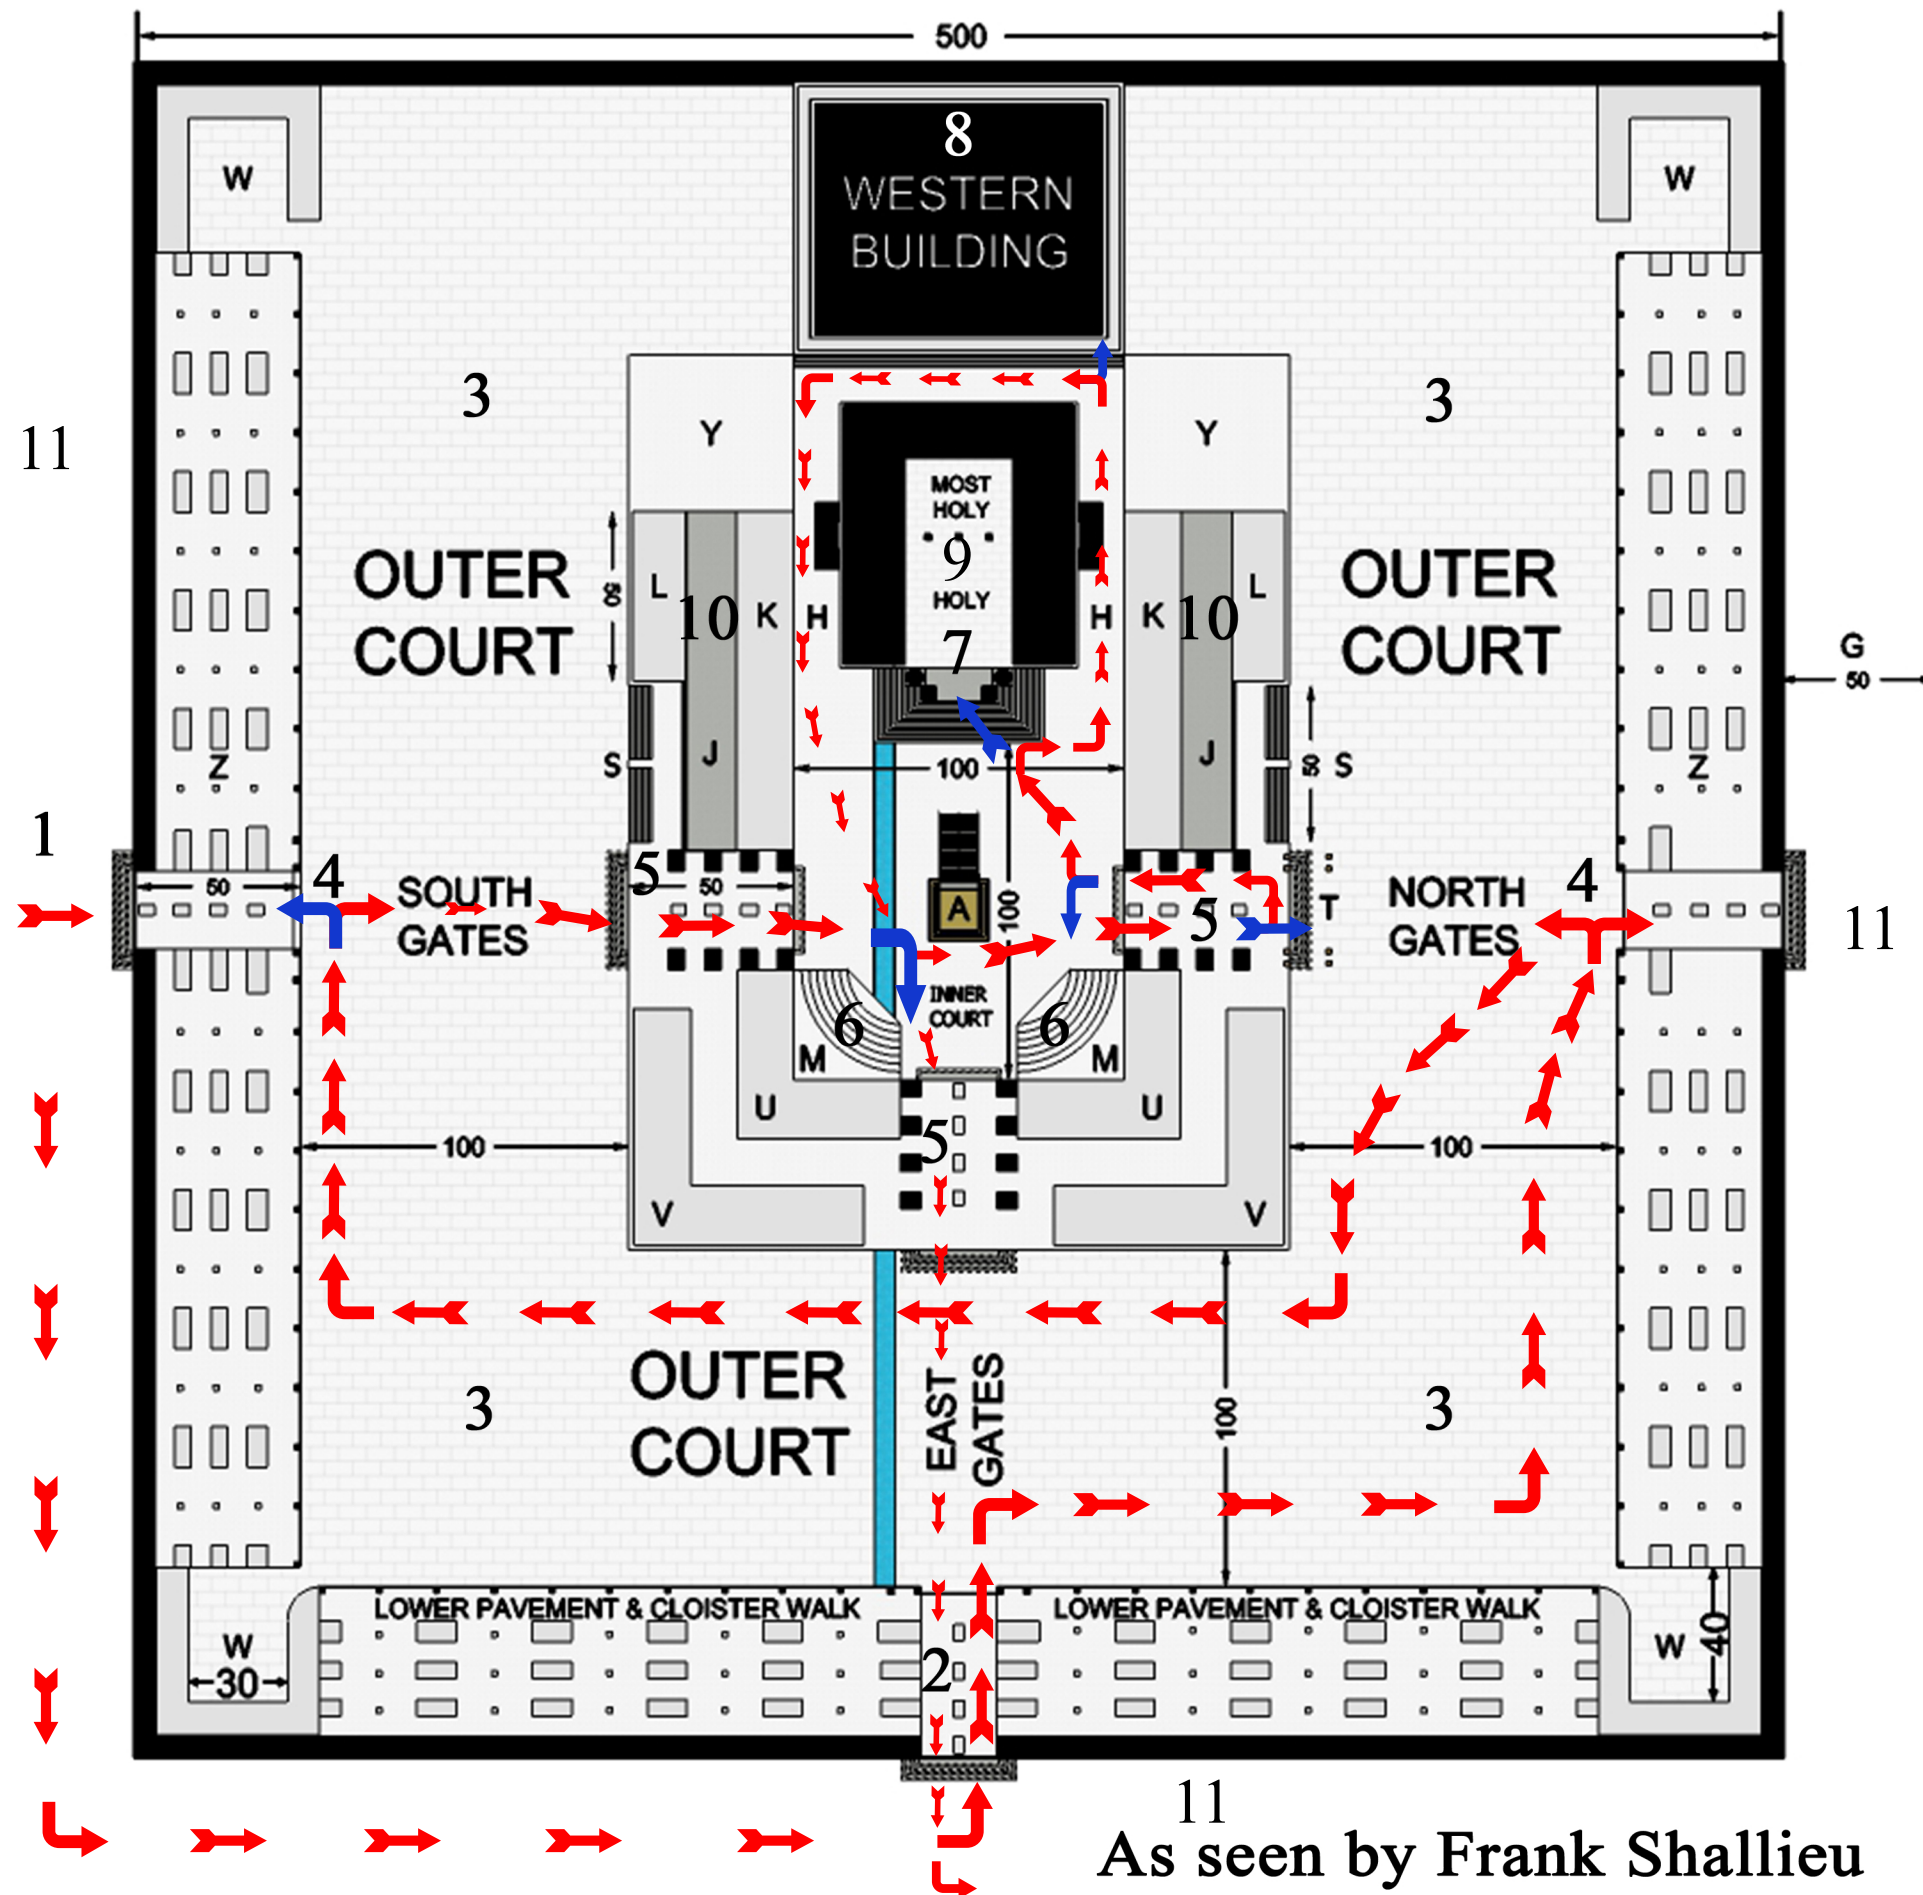 500
8
WESTERN
BUILDING
W
W
3
3
11
Y
Y
MOST
HOLY
9
HOLY
7
OUTER
COURT
OUTER
COURT
L
10
K
H
H
K
10
L
80
G
50
Z
S
J
100
J
50
S
Z
1
4
50
SOUTH
GATES
5
50
A
100
5
T
NORTH
GATES
4
11
INNER
COURT
6
6
M
M
U
U
5
100
100
V
V
OUTER
COURT
3
EAST
GATES
100
3
LOWER PAVEMENT & CLOISTER WALK
LOWER PAVEMENT & CLOISTER WALK
W
30
2
W
40
11
As seen by Frank Shallieu